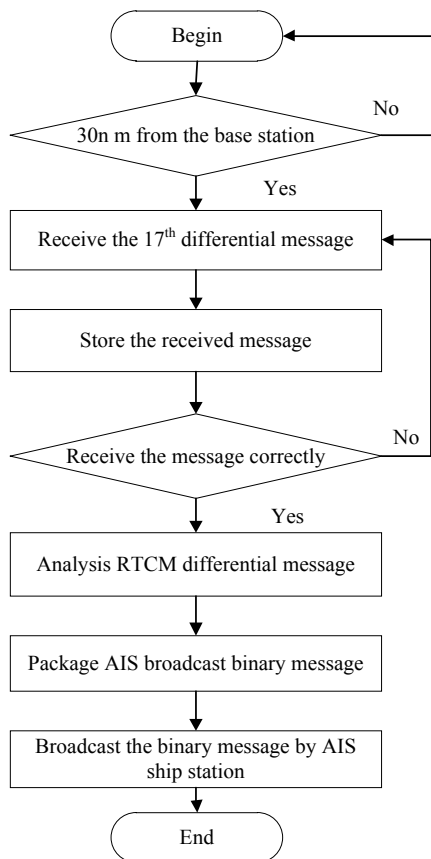 Begin
No
30n m from the base station
Yes
Receive the 17th differential message
Store the received message
No
Receive the message correctly
Yes
Analysis RTCM differential message
Package AIS broadcast binary message
Broadcast the binary message by AIS
ship station
End